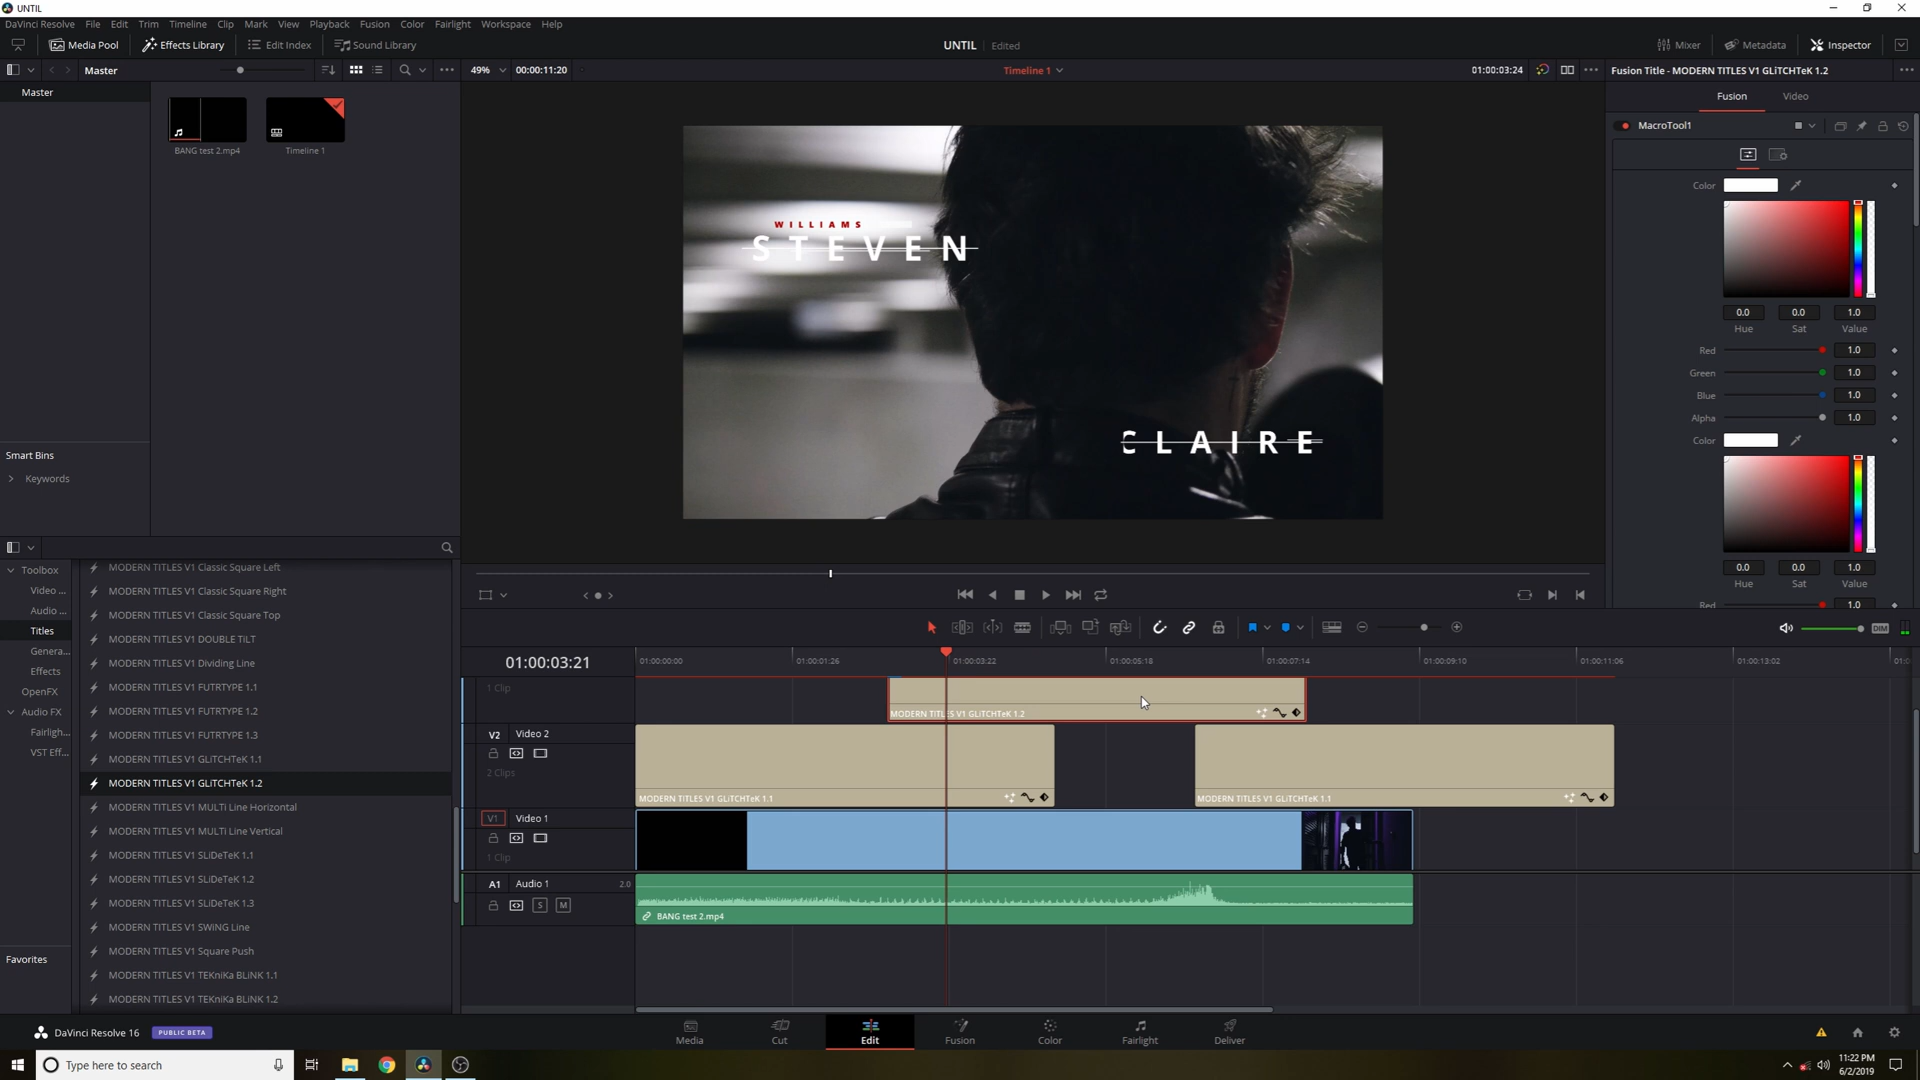 UNTIL
DaVinci Resolve File Edit Trim Timeline Clip Mark View Playback Fusion Color Fairlight Workspace Help
Media Pool Effects Library Edit Index Sound Library UNTIL Edited Mixer Metadata Inspector
Master 49% 00:00:11:20 Timeline 1 01:00:03:24 Fusion Title - MODERN TITLES V1 GLiTCHTeK 1.2
Master
Fusion Video
MacroTool1
BANG test 2.mp4 Timeline 1
Color
WILLIAMS
STEVEN
CLAIRE
0.0 0.0 1.0
Hue Sat Value
Red 1.0
Green 1.0
Blue 1.0
Alpha 1.0
Color
0.0 0.0 1.0
Hue Sat Value
Red 1.0
Smart Bins
Keywords
Toolbox
Video ...
Audio ...
Titles
Genera...
Effects
OpenFX
Audio FX
Fairligh...
VST Eff...
Favorites
MODERN TITLES V1 Classic Square Left
MODERN TITLES V1 Classic Square Right
MODERN TITLES V1 Classic Square Top
MODERN TITLES V1 DOUBLE TiLT
MODERN TITLES V1 Dividing Line
MODERN TITLES V1 FUTRTYPE 1.1
MODERN TITLES V1 FUTRTYPE 1.2
MODERN TITLES V1 FUTRTYPE 1.3
MODERN TITLES V1 GLiTCHTeK 1.1
MODERN TITLES V1 GLiTCHTeK 1.2
MODERN TITLES V1 MULTi Line Horizontal
MODERN TITLES V1 MULTi Line Vertical
MODERN TITLES V1 SLiDeTeK 1.1
MODERN TITLES V1 SLiDeTeK 1.2
MODERN TITLES V1 SLiDeTeK 1.3
MODERN TITLES V1 SWiNG Line
MODERN TITLES V1 Square Push
MODERN TITLES V1 TEKniKa BLiNK 1.1
MODERN TITLES V1 TEKniKa BLiNK 1.2
DIM
01:00:03:21 01:00:00:00 01:00:01:26 01:00:03:22 01:00:05:18 01:00:07:14 01:00:09:10 01:00:11:06 01:00:13:02
1 Clip
MODERN TITLES V1 GLiTCHTeK 1.2
V2 Video 2
2 Clips
MODERN TITLES V1 GLiTCHTeK 1.1 MODERN TITLES V1 GLiTCHTeK 1.1
V1 Video 1
1 Clip
A1 Audio 1 2.0
S M
BANG test 2.mp4
DaVinci Resolve 16 PUBLIC BETA
Media Cut Edit Fusion Color Fairlight Deliver
Type here to search
11:22 PM
6/2/2019